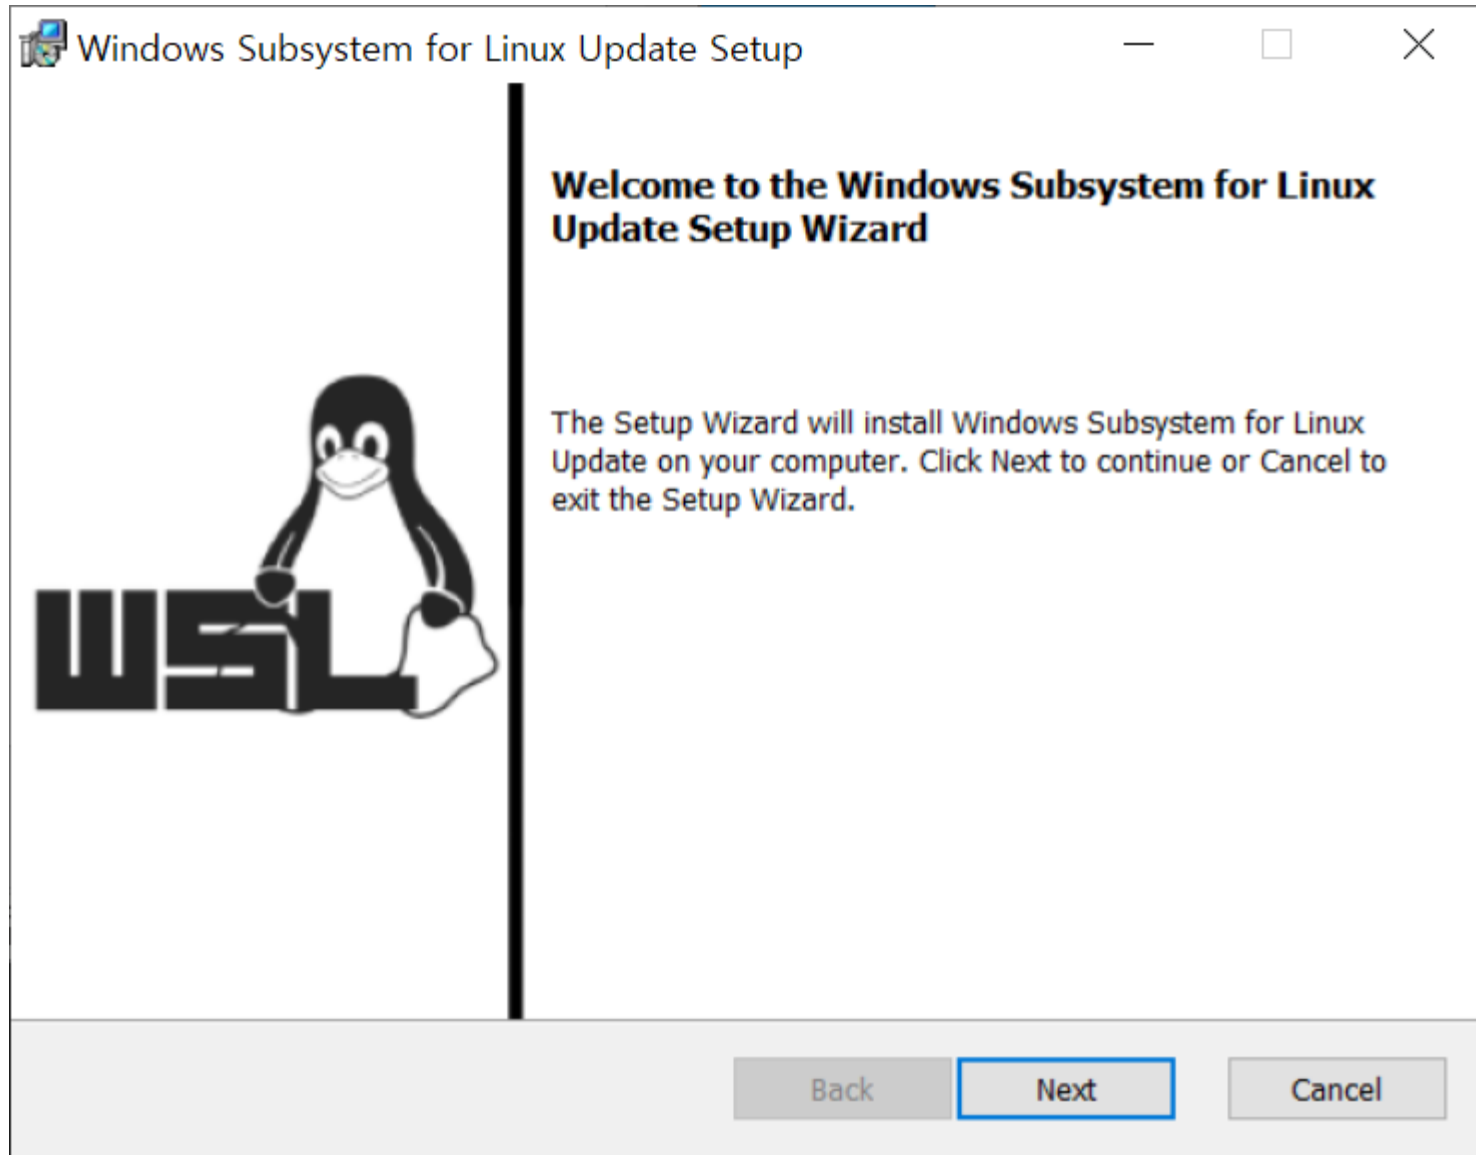 Windows Subsystem for Linux Update Setup
Welcome to the Windows Subsystem for Linux
Update Setup Wizard
The Setup Wizard will install Windows Subsystem for Linux
Update on your computer. Click Next to continue or Cancel to
exit the Setup Wizard.
WSL
Back
Next
Cancel